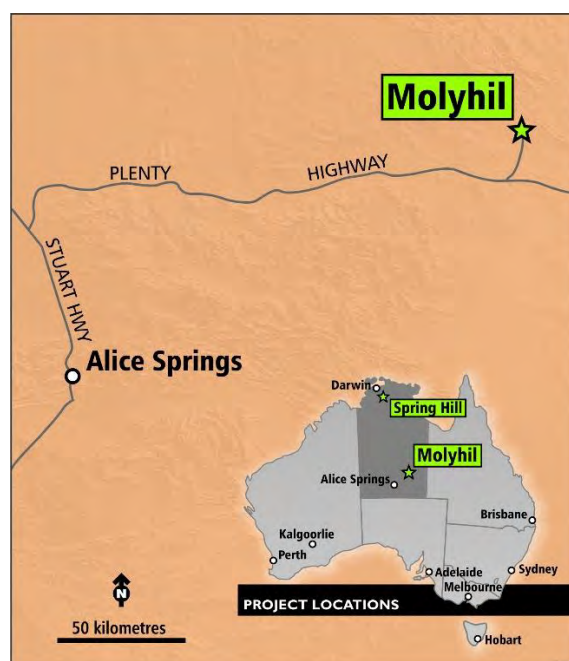 Molyhil
PLENTY HIGHWAY
STUART HWY
Alice Springs
Darwin
Spring Hill
Molyhil
Alice Springs
Brisbane
Kalgoorlie
Perth
Adelaide
Sydney
Melbourne
PROJECT LOCATIONS
Hobart
N
50 kilometres